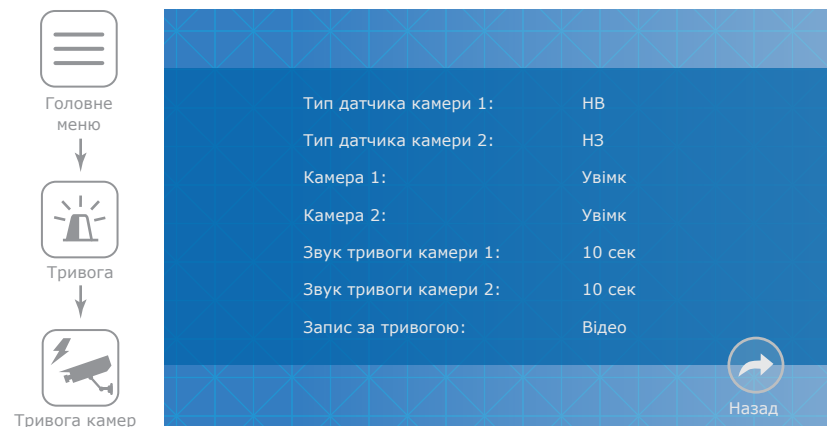 Головне
меню
Тривога
Тривога камер
Тип датчика камери 1: НВ
Тип датчика камери 2: НЗ
Камера 1: Увімк
Камера 2: Увімк
Звук тривоги камери 1: 10 сек
Звук тривоги камери 2: 10 сек
Запис за тривогою: Відео
Назад